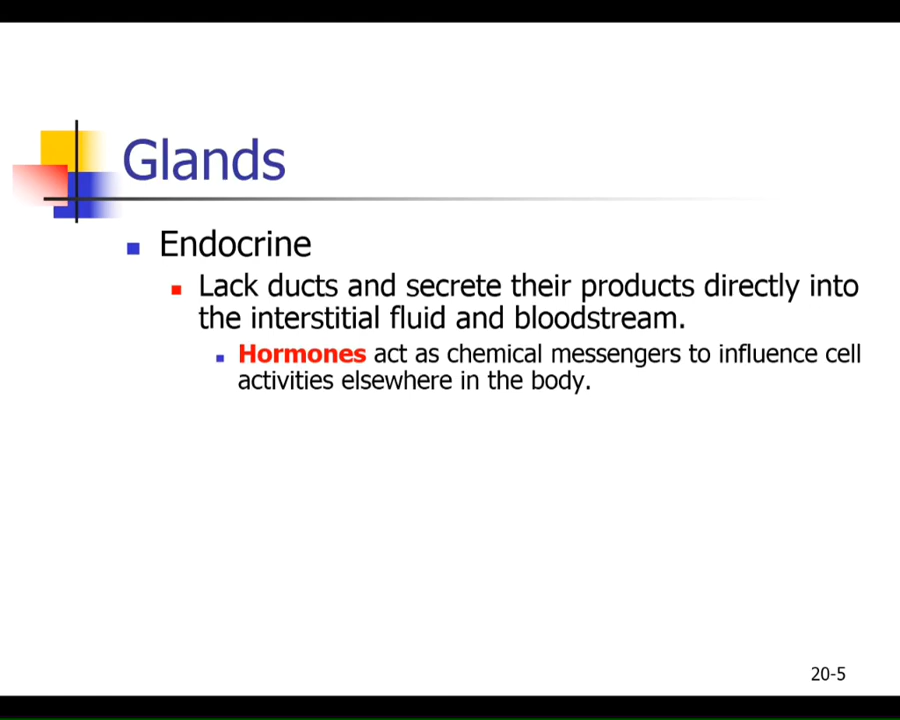 Glands
Endocrine
Lack ducts and secrete their products directly into
the interstitial fluid and bloodstream.
Hormones act as chemical messengers to influence cell
activities elsewhere in the body.
20-5